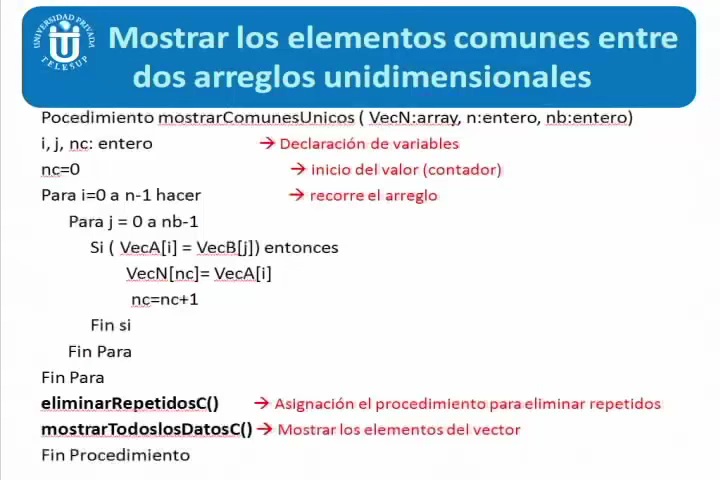 UNIVERSIDAD PRIVADA
TELESUP
Mostrar los elementos comunes entre
dos arreglos unidimensionales
Pocedimiento mostrarComunesUnicos ( VecN:array, n:entero, nb:entero)
i, j, nc: entero → Declaración de variables
nc=0 → inicio del valor (contador)
Para i=0 a n-1 hacer → recorre el arreglo
Para j = 0 a nb-1
Si ( VecA[i] = VecB[j]) entonces
VecN[nc]= VecA[i]
nc=nc+1
Fin si
Fin Para
Fin Para
eliminarRepetidosC() → Asignación el procedimiento para eliminar repetidos
mostrarTodoslosDatosC() → Mostrar los elementos del vector
Fin Procedimiento